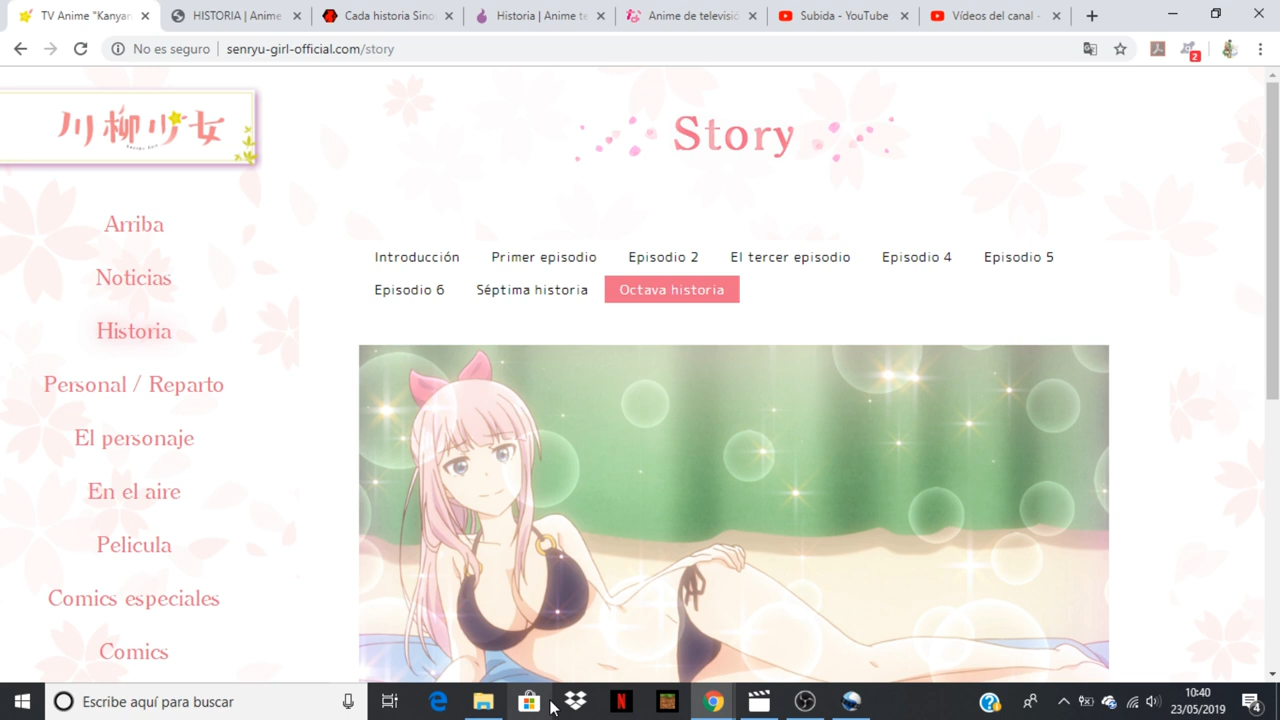 TV Anime "Kanyar
HISTORIA | Anime
Cada historia Sino
Historia | Anime te
Anime de televisió
Subida - YouTube
Vídeos del canal -
No es seguro | senryu-girl-official.com/story
2
川柳少女
Story
Arriba
Noticias
Historia
Personal / Reparto
El personaje
En el aire
Pelicula
Comics especiales
Comics
Introducción Primer episodio Episodio 2 El tercer episodio Episodio 4 Episodio 5
Episodio 6 Séptima historia Octava historia
Escribe aquí para buscar
10:40
23/05/2019
4